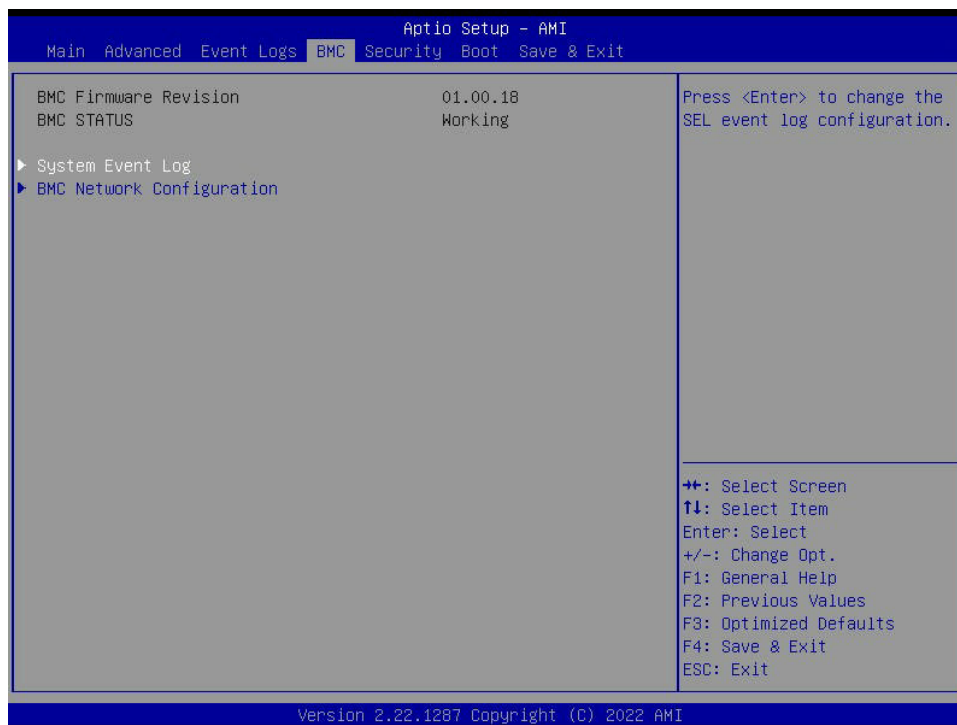 Aptio Setup – AMI
Main Advanced Event Logs BMC Security Boot Save & Exit
BMC Firmware Revision 01.00.18
BMC STATUS Working
▶ System Event Log
▶ BMC Network Configuration
Press <Enter> to change the
SEL event log configuration.
→←: Select Screen
↑↓: Select Item
Enter: Select
+/-: Change Opt.
F1: General Help
F2: Previous Values
F3: Optimized Defaults
F4: Save & Exit
ESC: Exit
Version 2.22.1287 Copyright (C) 2022 AMI